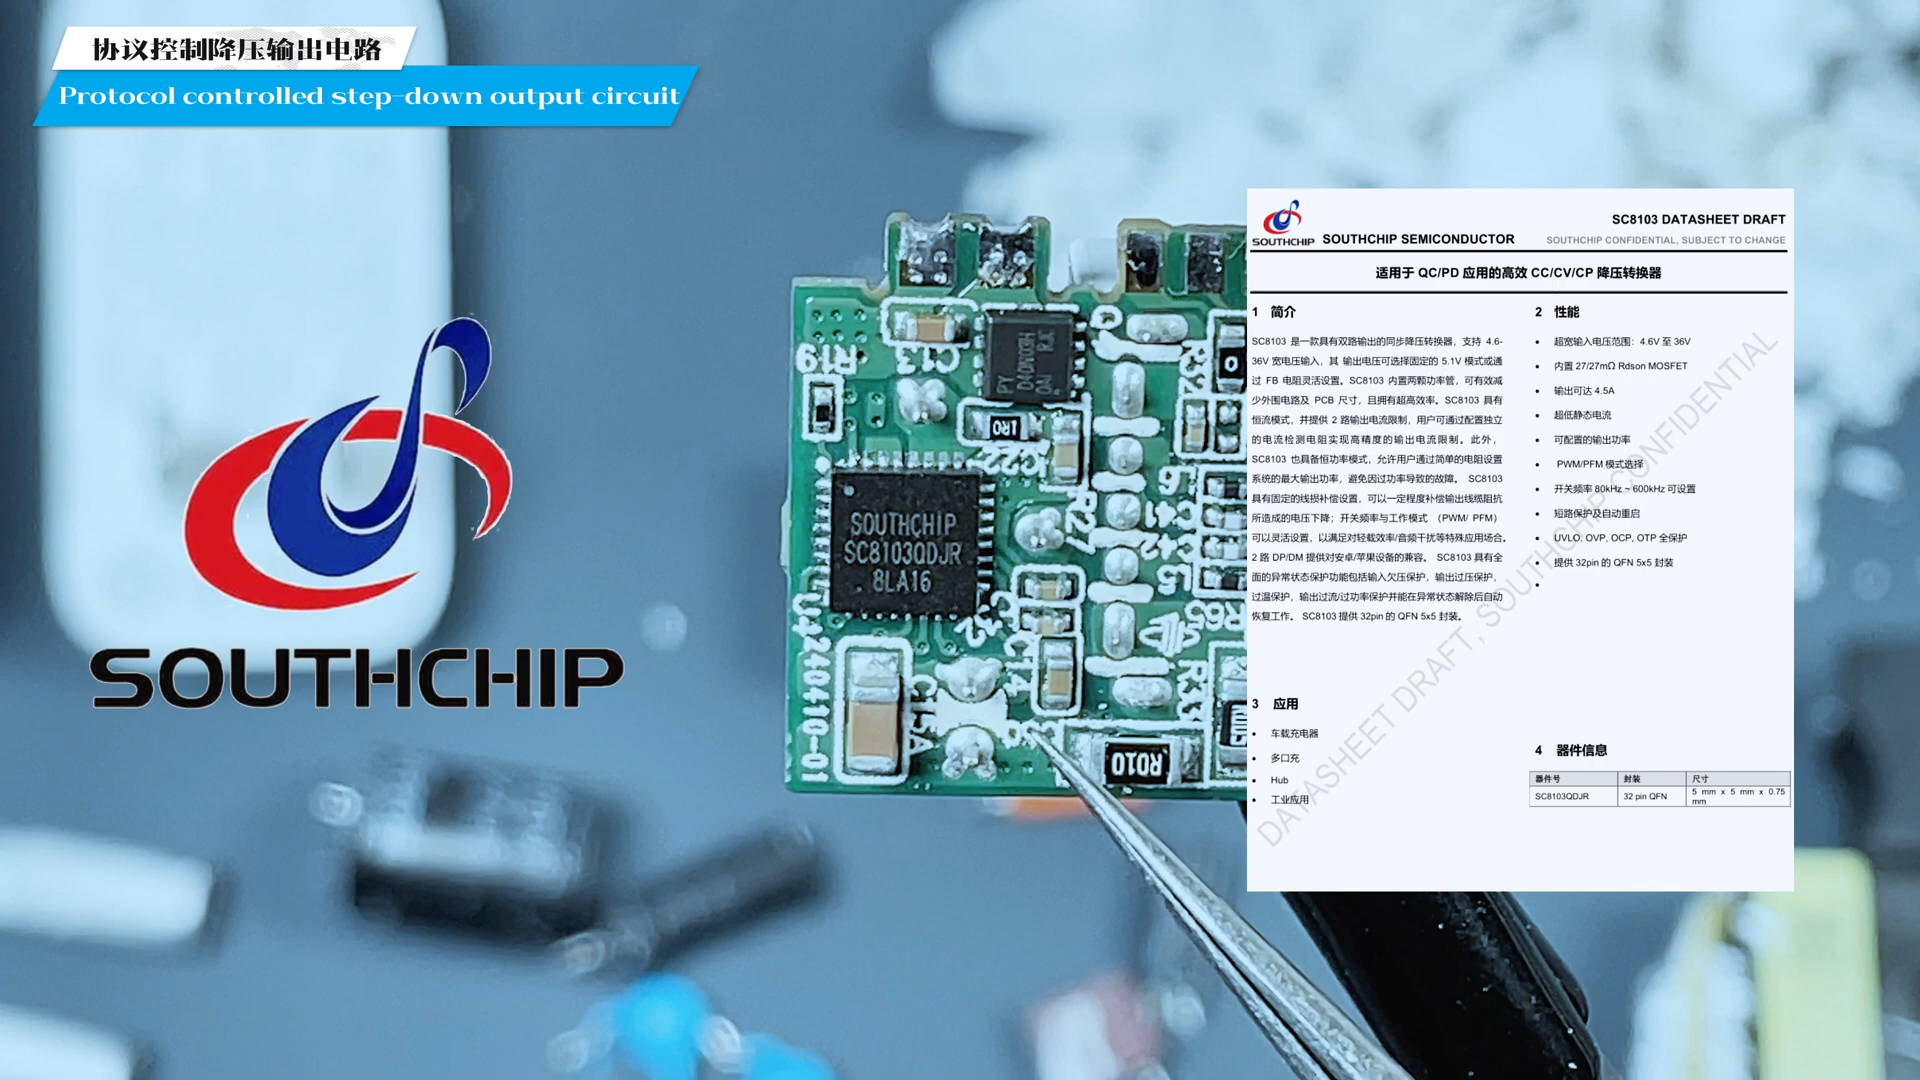 协议控制降压输出电路
Protocol controlled step-down output circuit
SOUTHCHIP
R19
C13
1R0
R27
SOUTHCHIP
SC8103QDJR
8LA16
C14
R33
R65
R010
240410-01
SOUTHCHIP
SOUTHCHIP SEMICONDUCTOR
SC8103 DATASHEET DRAFT
SOUTHCHIP CONFIDENTIAL, SUBJECT TO CHANGE
适用于 QC/PD 应用的高效 CC/CV/CP 降压转换器
1 简介
SC8103 是一款具有双路输出的同步降压转换器，支持 4.6-
36V 宽电压输入，其 输出电压可选择固定的 5.1V 模式或通
过 FB 电阻灵活设置。SC8103 内置两颗功率管，可有效减
少外围电路及 PCB 尺寸，且拥有超高效率。SC8103 具有
恒流模式，并提供 2 路输出电流限制，用户可通过配置独立
的电流检测电阻实现高精度的输出电流限制。此外，
SC8103 也具备恒功率模式，允许用户通过简单的电阻设置
系统的最大输出功率，避免因过功率导致的故障。 SC8103
具有固定的线损补偿设置，可以一定程度补偿输出线缆阻抗
所造成的电压下降；开关频率与工作模式 （PWM/ PFM）
可以灵活设置，以满足对轻载效率/音频干扰等特殊应用场合。
2 路 DP/DM 提供对安卓/苹果设备的兼容。 SC8103 具有全
面的异常状态保护功能包括输入欠压保护，输出过压保护，
过温保护，输出过流/过功率保护并能在异常状态解除后自动
恢复工作。 SC8103 提供 32pin 的 QFN 5x5 封装。
2 性能
• 超宽输入电压范围：4.6V 至 36V
• 内置 27/27mΩ Rdson MOSFET
• 输出可达 4.5A
• 超低静态电流
• 可配置的输出功率
• PWM/PFM 模式选择
• 开关频率 80kHz ~ 600kHz 可设置
• 短路保护及自动重启
• UVLO, OVP, OCP, OTP 全保护
• 提供 32pin 的 QFN 5x5 封装
•
3 应用
• 车载充电器
• 多口充
• Hub
• 工业应用
4 器件信息
器件号 封装 尺寸
SC8103QDJR 32 pin QFN 5 mm x 5 mm x 0.75
mm
DATASHEET DRAFT, SOUTHCHIP CONFIDENTIAL